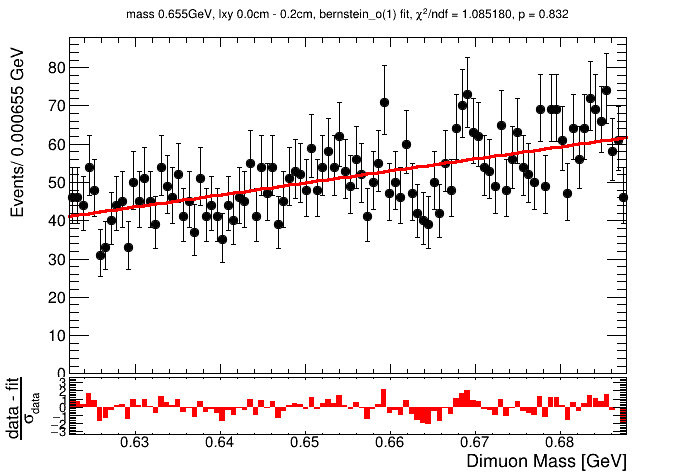 mass 0.655GeV, lxy 0.0cm - 0.2cm, bernstein_o(1) fit, χ²/ndf = 1.085180, p = 0.832
Events/ 0.000655 GeV
80
70
60
50
40
30
20
10
0
data - fit
σdata
3
2
1
0
−1
−2
−3
0.63 0.64 0.65 0.66 0.67 0.68
Dimuon Mass [GeV]